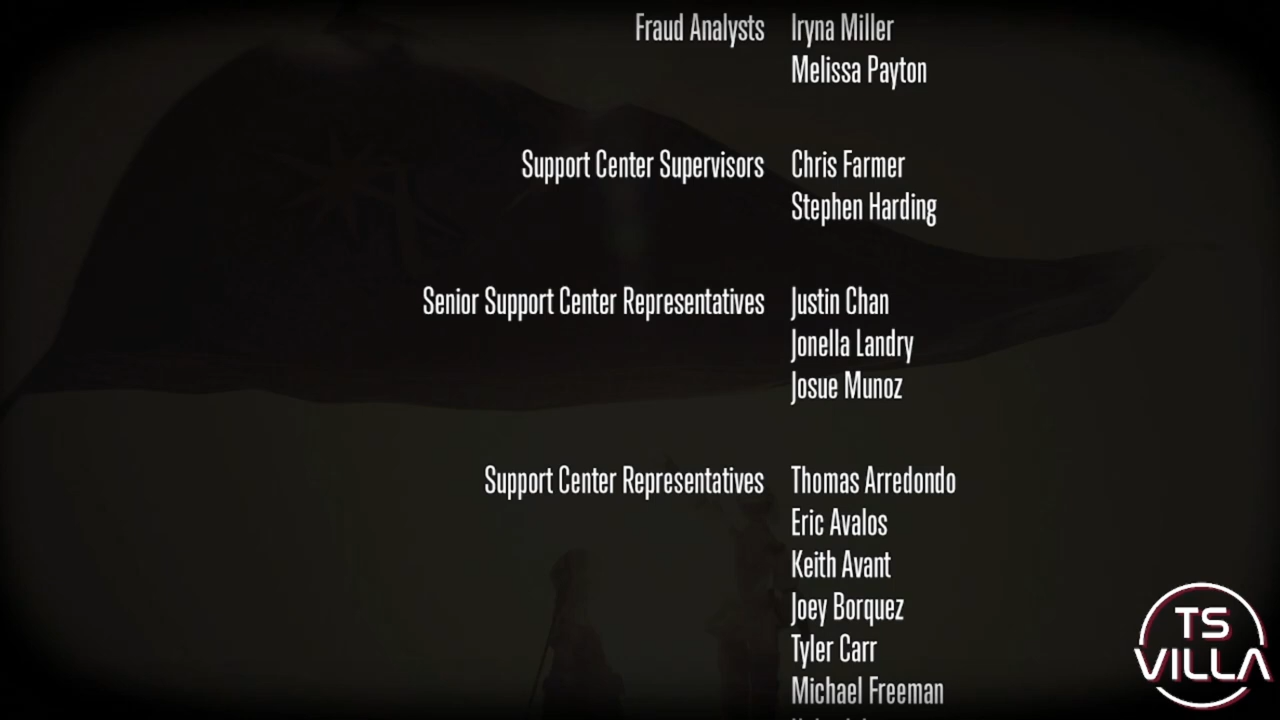 Fraud Analysts Iryna Miller
Melissa Payton
Support Center Supervisors Chris Farmer
Stephen Harding
Senior Support Center Representatives Justin Chan
Jonella Landry
Josue Munoz
Support Center Representatives Thomas Arredondo
Eric Avalos
Keith Avant
Joey Borquez
Tyler Carr
Michael Freeman
TS
VILLA